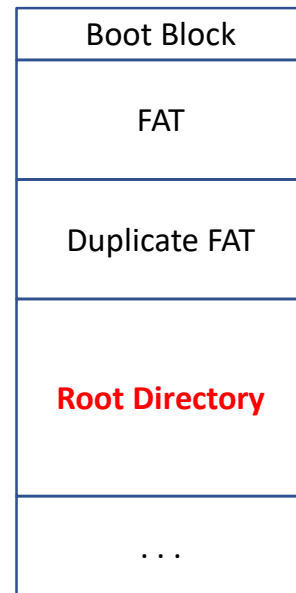 Boot Block
FAT
Duplicate FAT
Root Directory
. . .